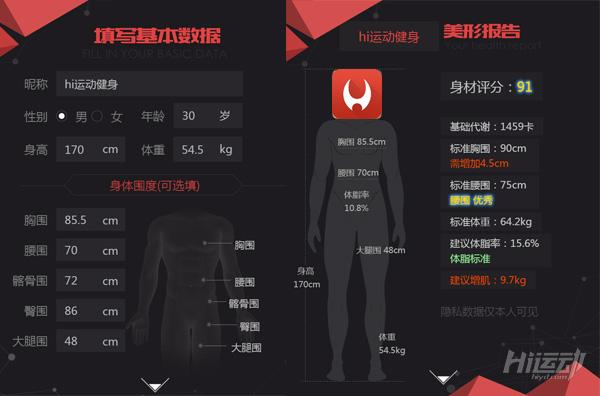 填写基本数据
FILL IN YOUR BASIC DATA
昵称 hi运动健身
性别 男 女 年龄 30 岁
身高 170 cm 体重 54.5 kg
身体围度(可选填)
胸围 85.5 cm
腰围 70 cm
髂骨围 72 cm
臀围 86 cm
大腿围 48 cm
胸围
腰围
髂骨围
臀围
大腿围
hi运动健身
美形报告
Your health report
胸围 85.5cm
腰围 70cm
体脂率
10.8%
大腿围 48cm
身高
170cm
体重
54.5kg
身材评分：91
基础代谢：1459卡
标准胸围：90cm
需增加4.5cm
标准腰围：75cm
腰围 优秀
标准体重：64.2kg
建议体脂率：15.6%
体脂标准
建议增肌：9.7kg
隐私数据仅本人可见
Hi运动
hiyd.com